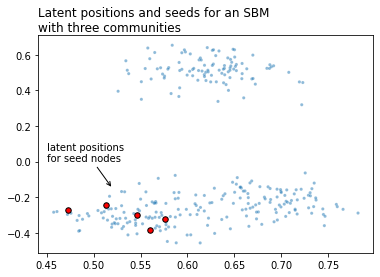 Latent positions and seeds for an SBM
with three communities
0.6
0.4
0.2
0.0
−0.2
−0.4
latent positions
for seed nodes
0.45 0.50 0.55 0.60 0.65 0.70 0.75